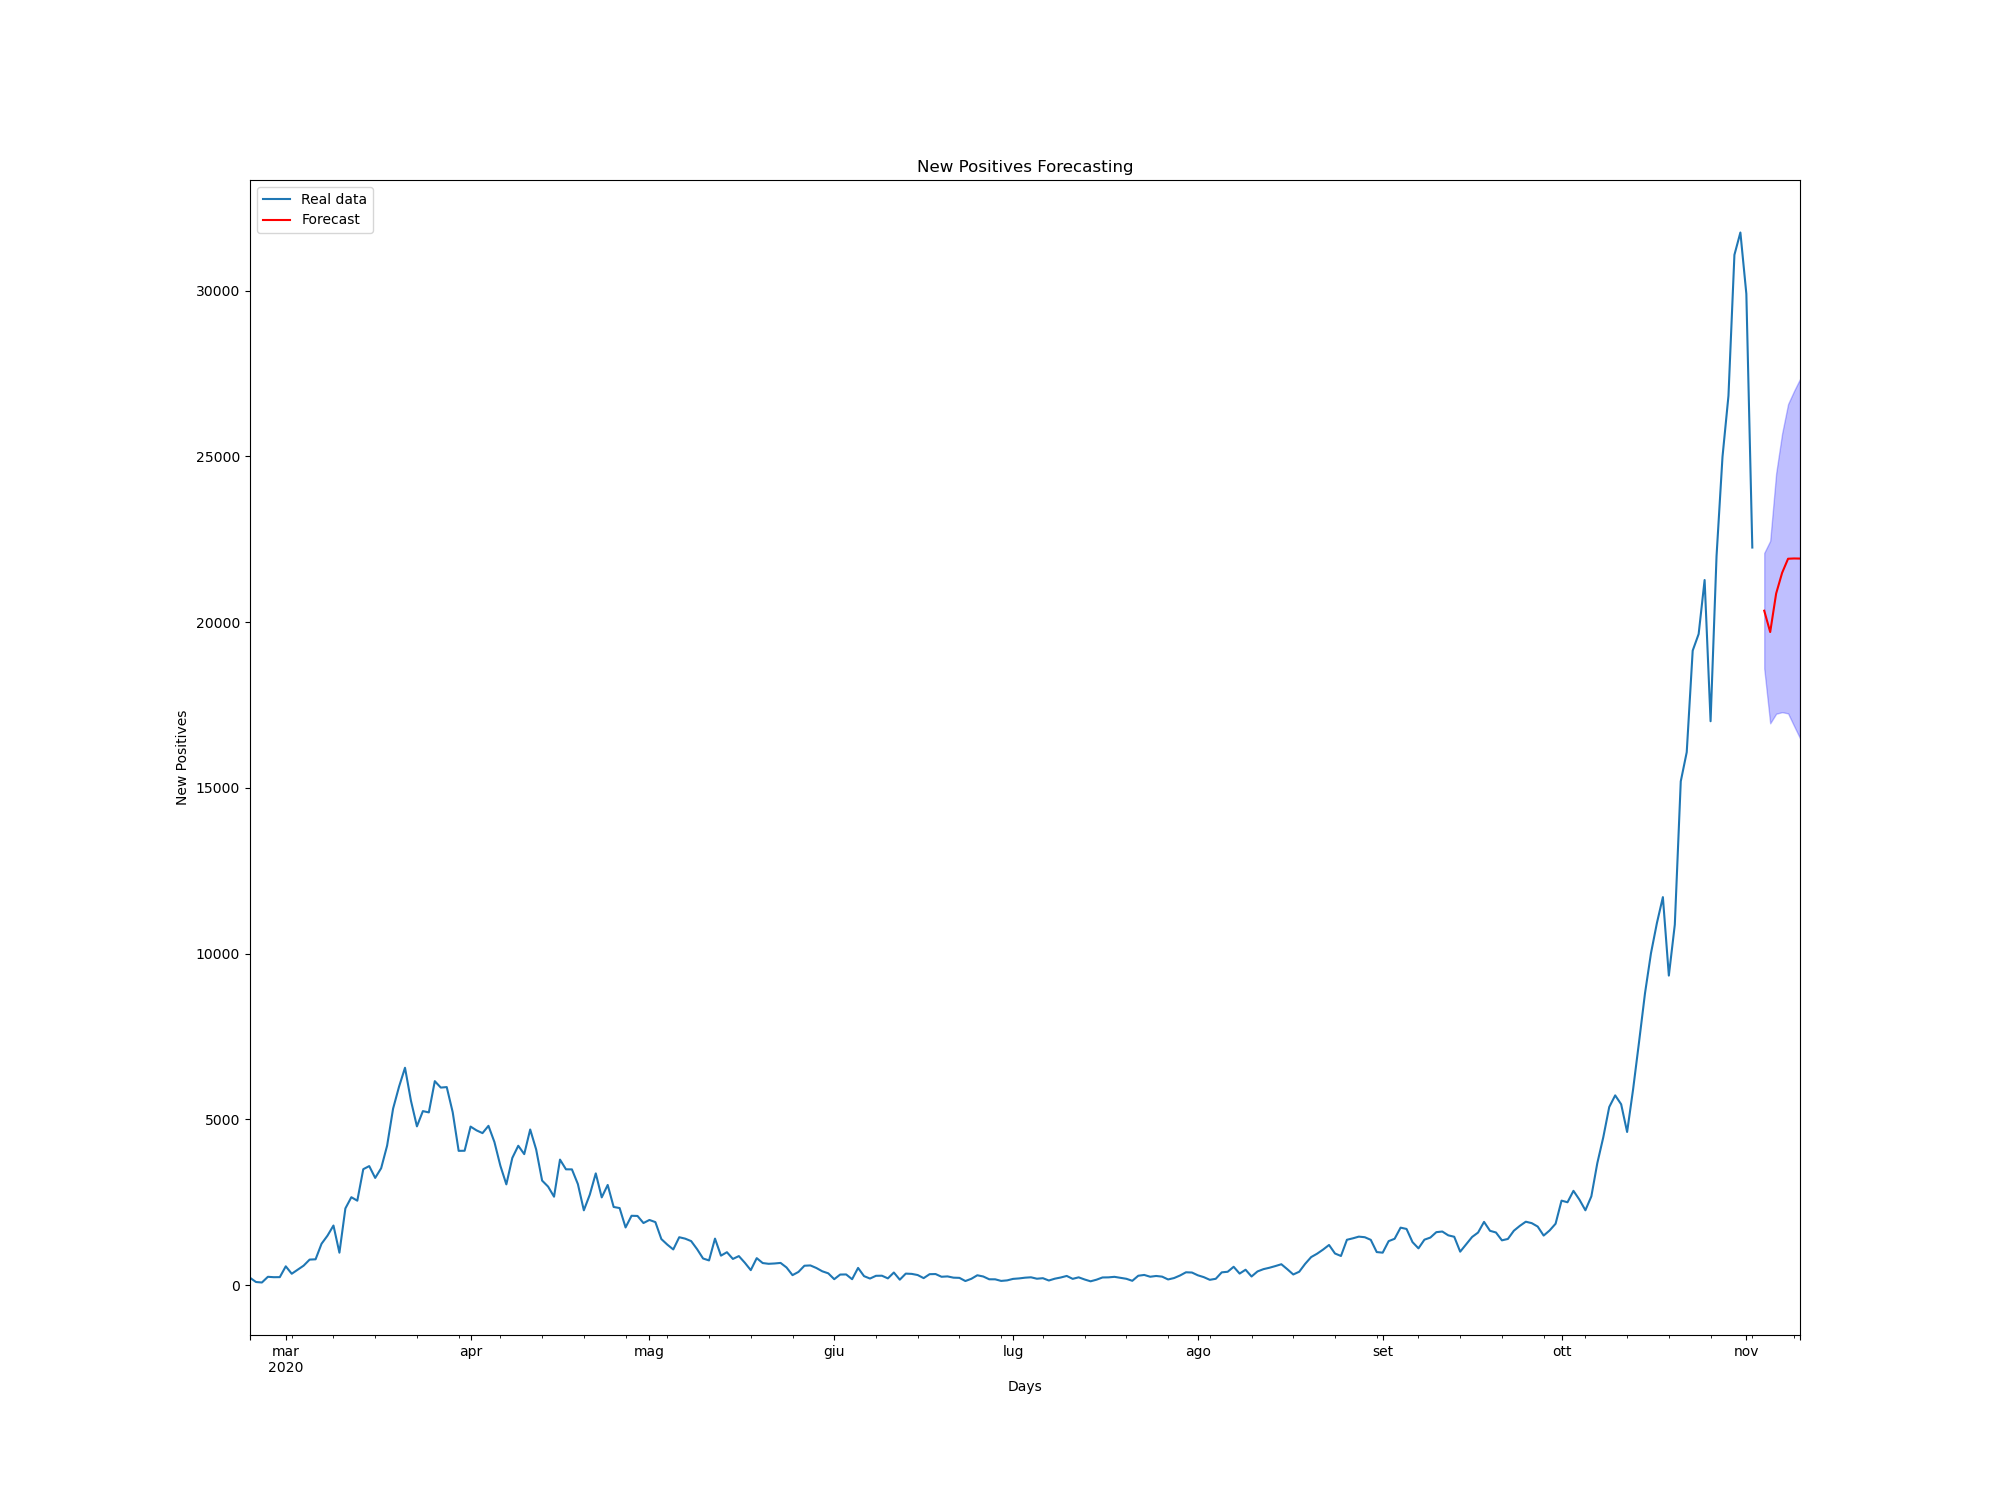 New Positives Forecasting
Real data
Forecast
30000
25000
20000
15000
10000
5000
0
New Positives
mar apr mag giu lug ago set ott nov
2020
Days